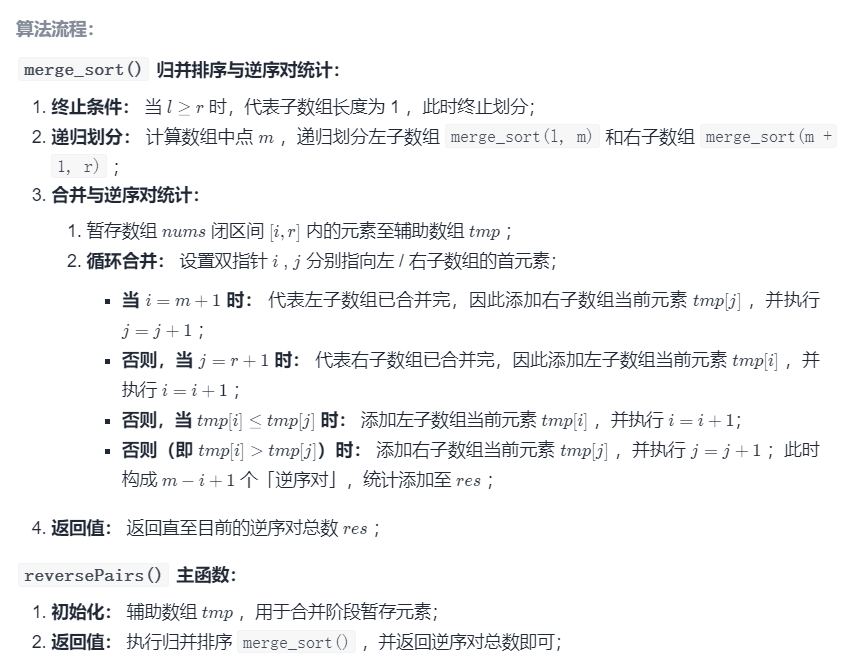 算法流程：
merge_sort() 归并排序与逆序对统计：
1. 终止条件： 当 l ≥ r 时，代表子数组长度为 1 ，此时终止划分；
2. 递归划分： 计算数组中点 m ，递归划分左子数组 merge_sort(l, m) 和右子数组 merge_sort(m +
1, r) ；
3. 合并与逆序对统计：
1. 暂存数组 nums 闭区间 [i, r] 内的元素至辅助数组 tmp ；
2. 循环合并： 设置双指针 i , j 分别指向左 / 右子数组的首元素；
▪ 当 i = m + 1 时： 代表左子数组已合并完，因此添加右子数组当前元素 tmp[j] ，并执行
j = j + 1 ；
▪ 否则，当 j = r + 1 时： 代表右子数组已合并完，因此添加左子数组当前元素 tmp[i] ，并
执行 i = i + 1 ；
▪ 否则，当 tmp[i] ≤ tmp[j] 时： 添加左子数组当前元素 tmp[i] ，并执行 i = i + 1；
▪ 否则（即 tmp[i] > tmp[j]）时： 添加右子数组当前元素 tmp[j] ，并执行 j = j + 1 ；此时
构成 m − i + 1 个「逆序对」，统计添加至 res ；
4. 返回值： 返回直至目前的逆序对总数 res ；
reversePairs() 主函数：
1. 初始化： 辅助数组 tmp ，用于合并阶段暂存元素；
2. 返回值： 执行归并排序 merge_sort() ，并返回逆序对总数即可；